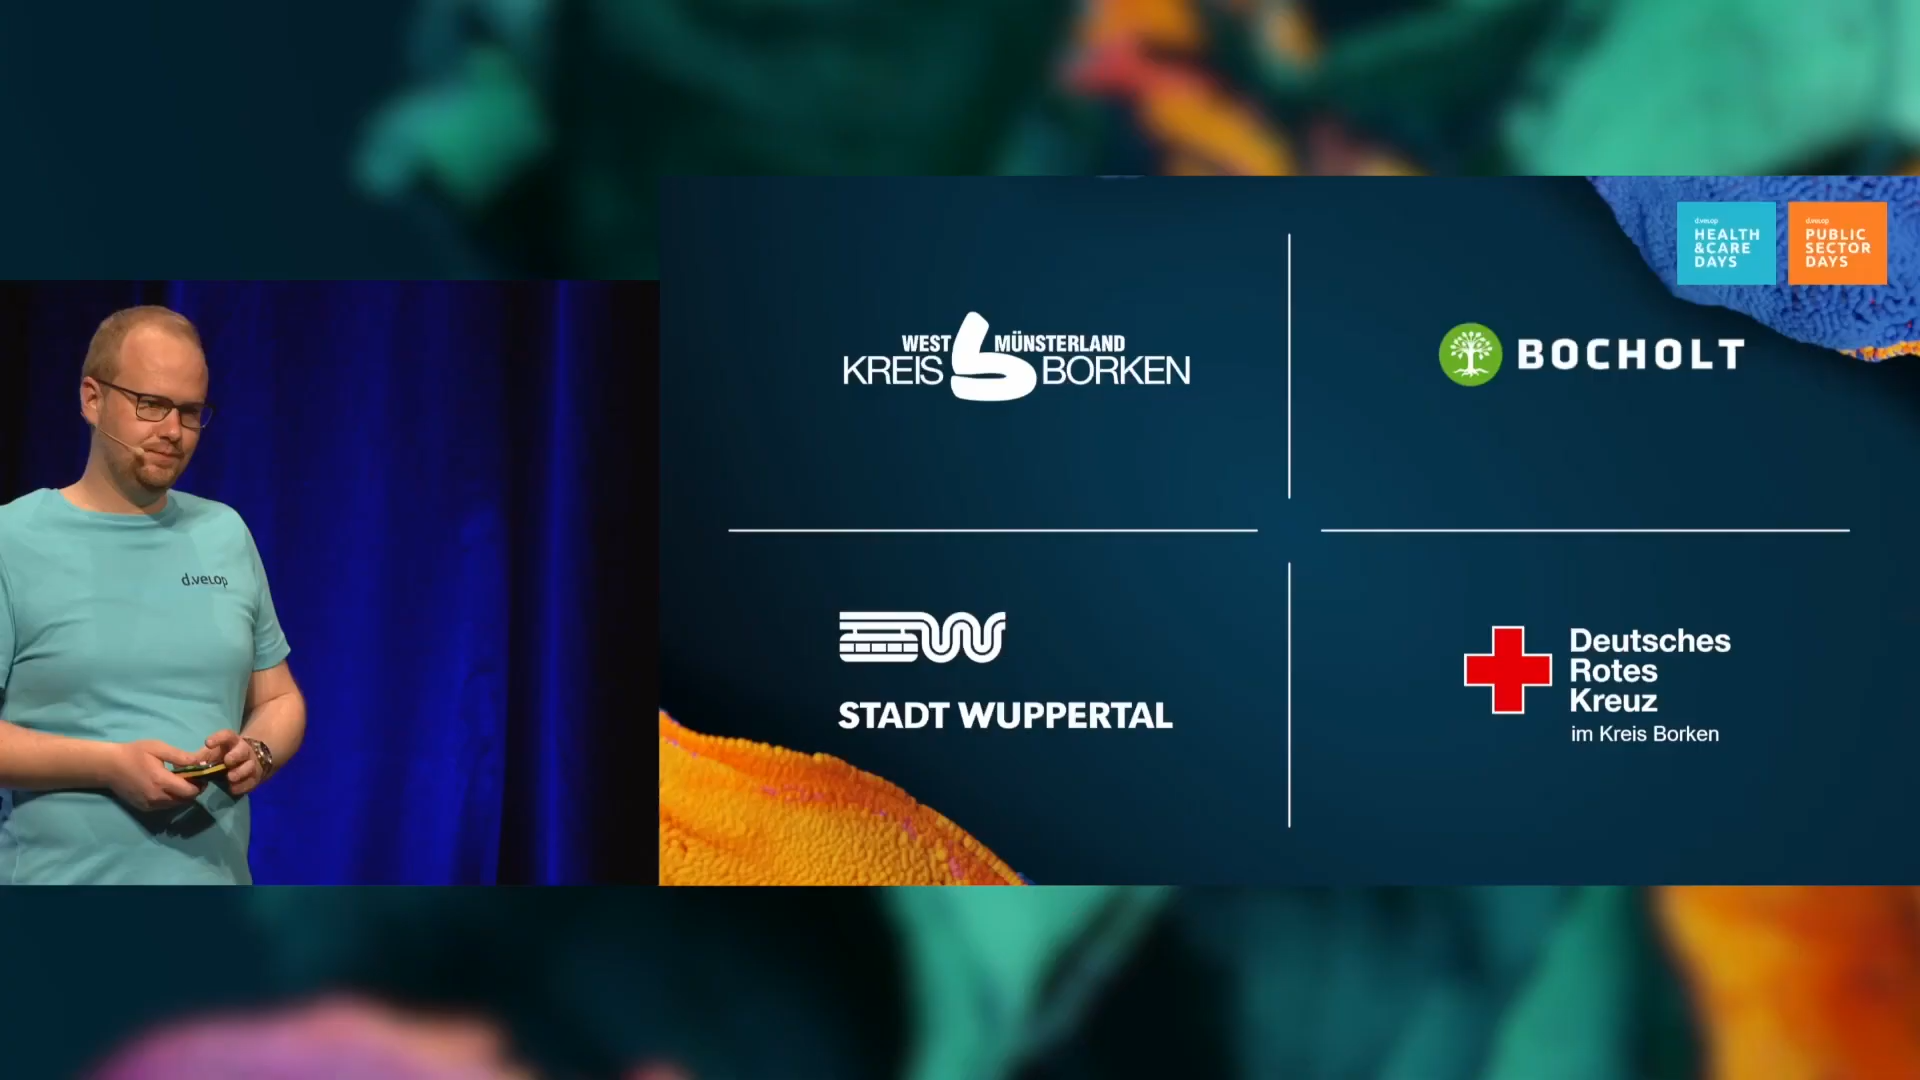 d.velop
WEST MÜNSTERLAND
KREIS BORKEN
BOCHOLT
d.velop
HEALTH
&CARE
DAYS
d.velop
PUBLIC
SECTOR
DAYS
STADT WUPPERTAL
Deutsches
Rotes
Kreuz
im Kreis Borken